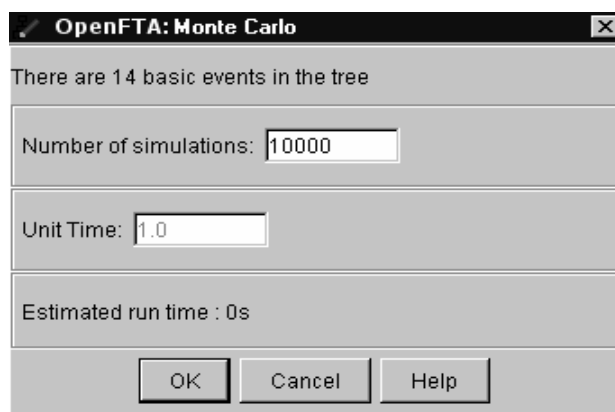 OpenFTA: Monte Carlo
There are 14 basic events in the tree
Number of simulations: 10000
Unit Time: 1.0
Estimated run time : 0s
OK Cancel Help